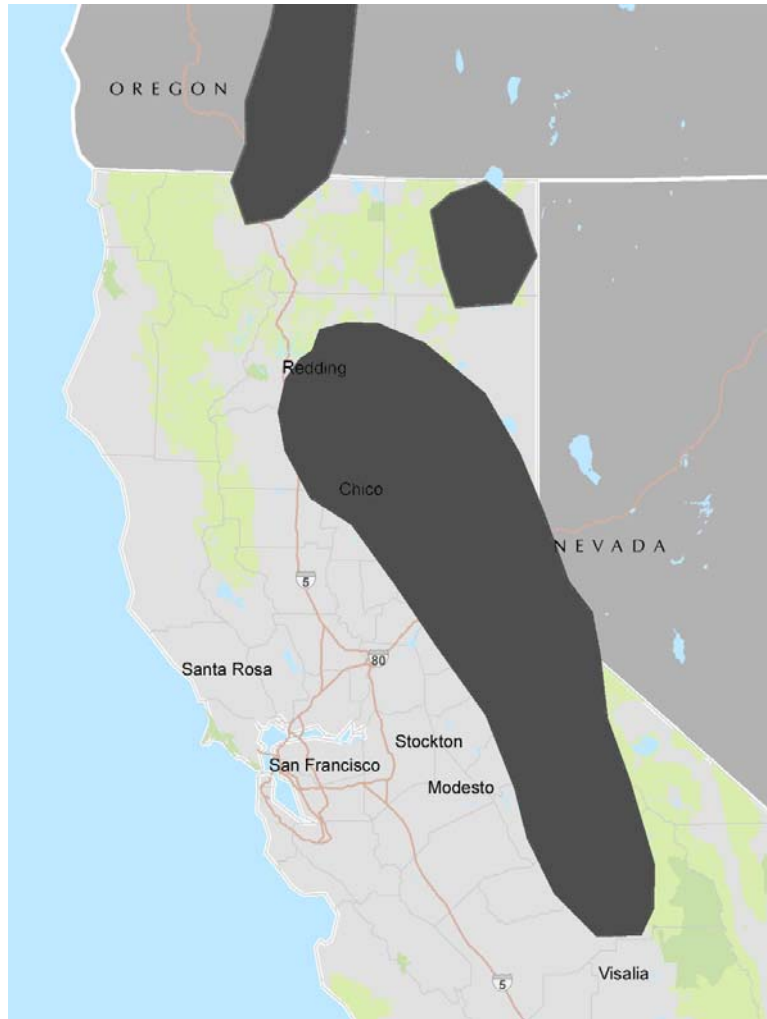 OREGON
Redding
Chico
NEVADA
5
80
Santa Rosa
Stockton
San Francisco
Modesto
Visalia
5